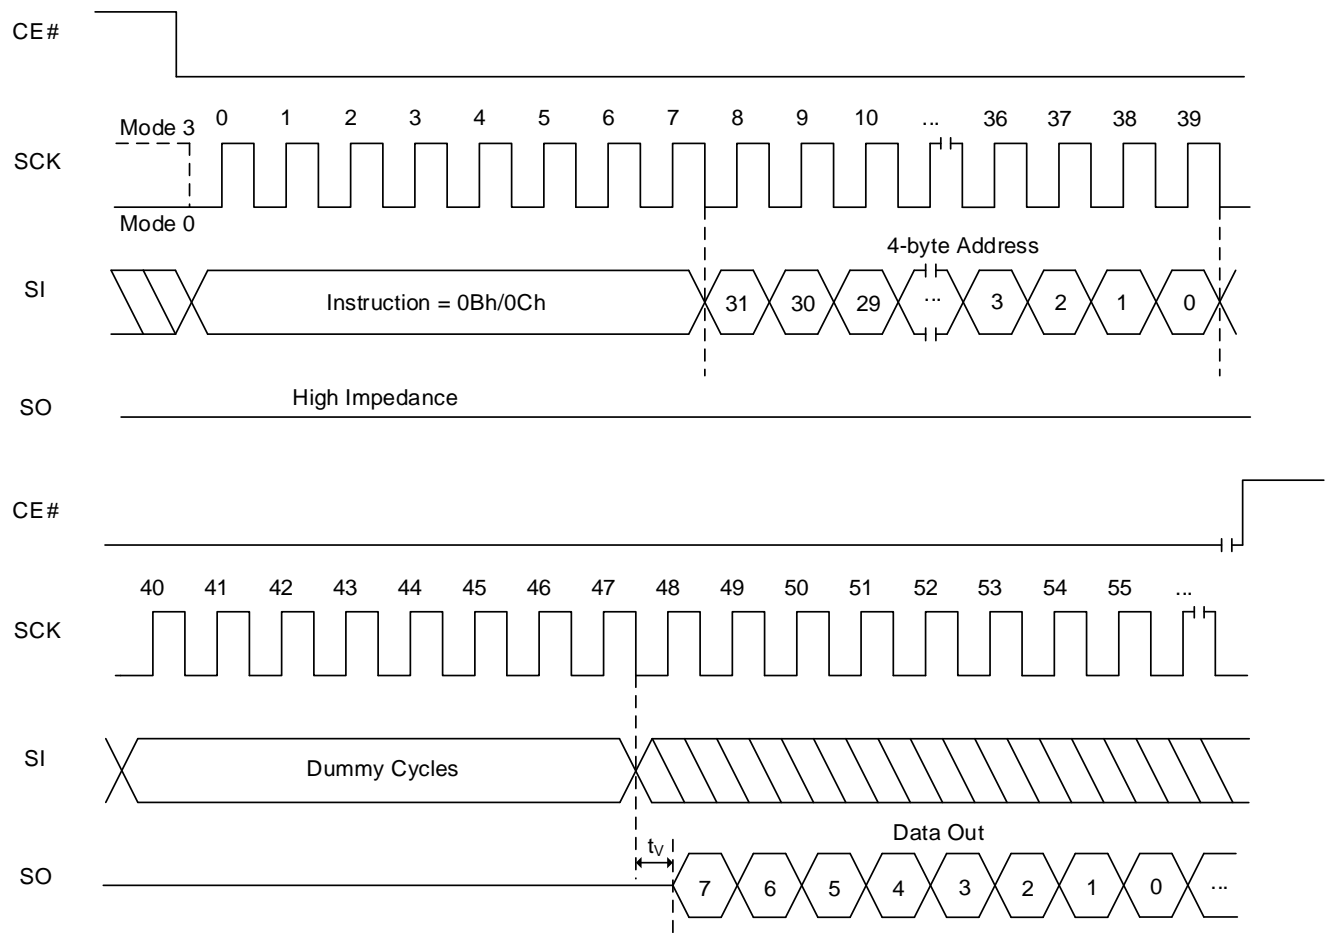 CE#
Mode 3 0 1 2 3 4 5 6 7 8 9 10 ... 36 37 38 39
SCK
Mode 0
4-byte Address
SI Instruction = 0Bh/0Ch 31 30 29 ... 3 2 1 0
High Impedance
SO
CE#
40 41 42 43 44 45 46 47 48 49 50 51 52 53 54 55 ...
SCK
SI Dummy Cycles
Data Out
tV
SO 7 6 5 4 3 2 1 0 ...